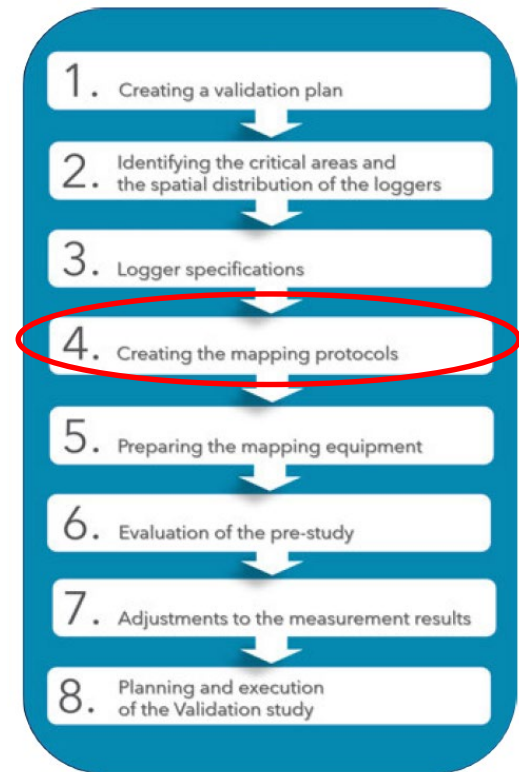 1. Creating a validation plan
2. Identifying the critical areas and
the spatial distribution of the loggers
3. Logger specifications
4. Creating the mapping protocols
5. Preparing the mapping equipment
6. Evaluation of the pre-study
7. Adjustments to the measurement results
8. Planning and execution
of the Validation study